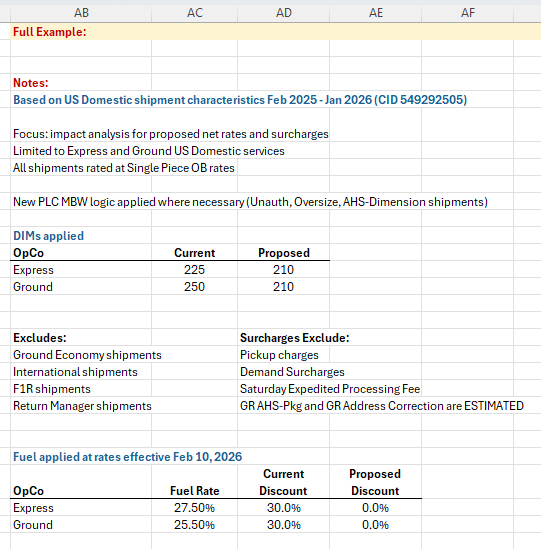 AB AC AD AE AF
Full Example:
Notes:
Based on US Domestic shipment characteristics Feb 2025 - Jan 2026 (CID 549292505)
Focus: impact analysis for proposed net rates and surcharges
Limited to Express and Ground US Domestic services
All shipments rated at Single Piece OB rates
New PLC MBW logic applied where necessary (Unauth, Oversize, AHS-Dimension shipments)
DIMs applied
OpCo Current Proposed
Express 225 210
Ground 250 210
Excludes: Surcharges Exclude:
Ground Economy shipments Pickup charges
International shipments Demand Surcharges
F1R shipments Saturday Expedited Processing Fee
Return Manager shipments GR AHS-Pkg and GR Address Correction are ESTIMATED
Fuel applied at rates effective Feb 10, 2026
Current Proposed
OpCo Fuel Rate Discount Discount
Express 27.50% 30.0% 0.0%
Ground 25.50% 30.0% 0.0%